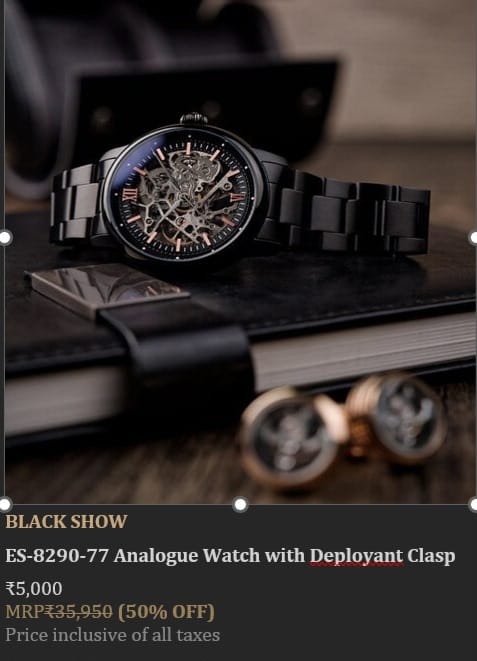 BLACK SHOW
ES-8290-77 Analogue Watch with Deployant Clasp
₹5,000
MRP₹35,950 (50% OFF)
Price inclusive of all taxes